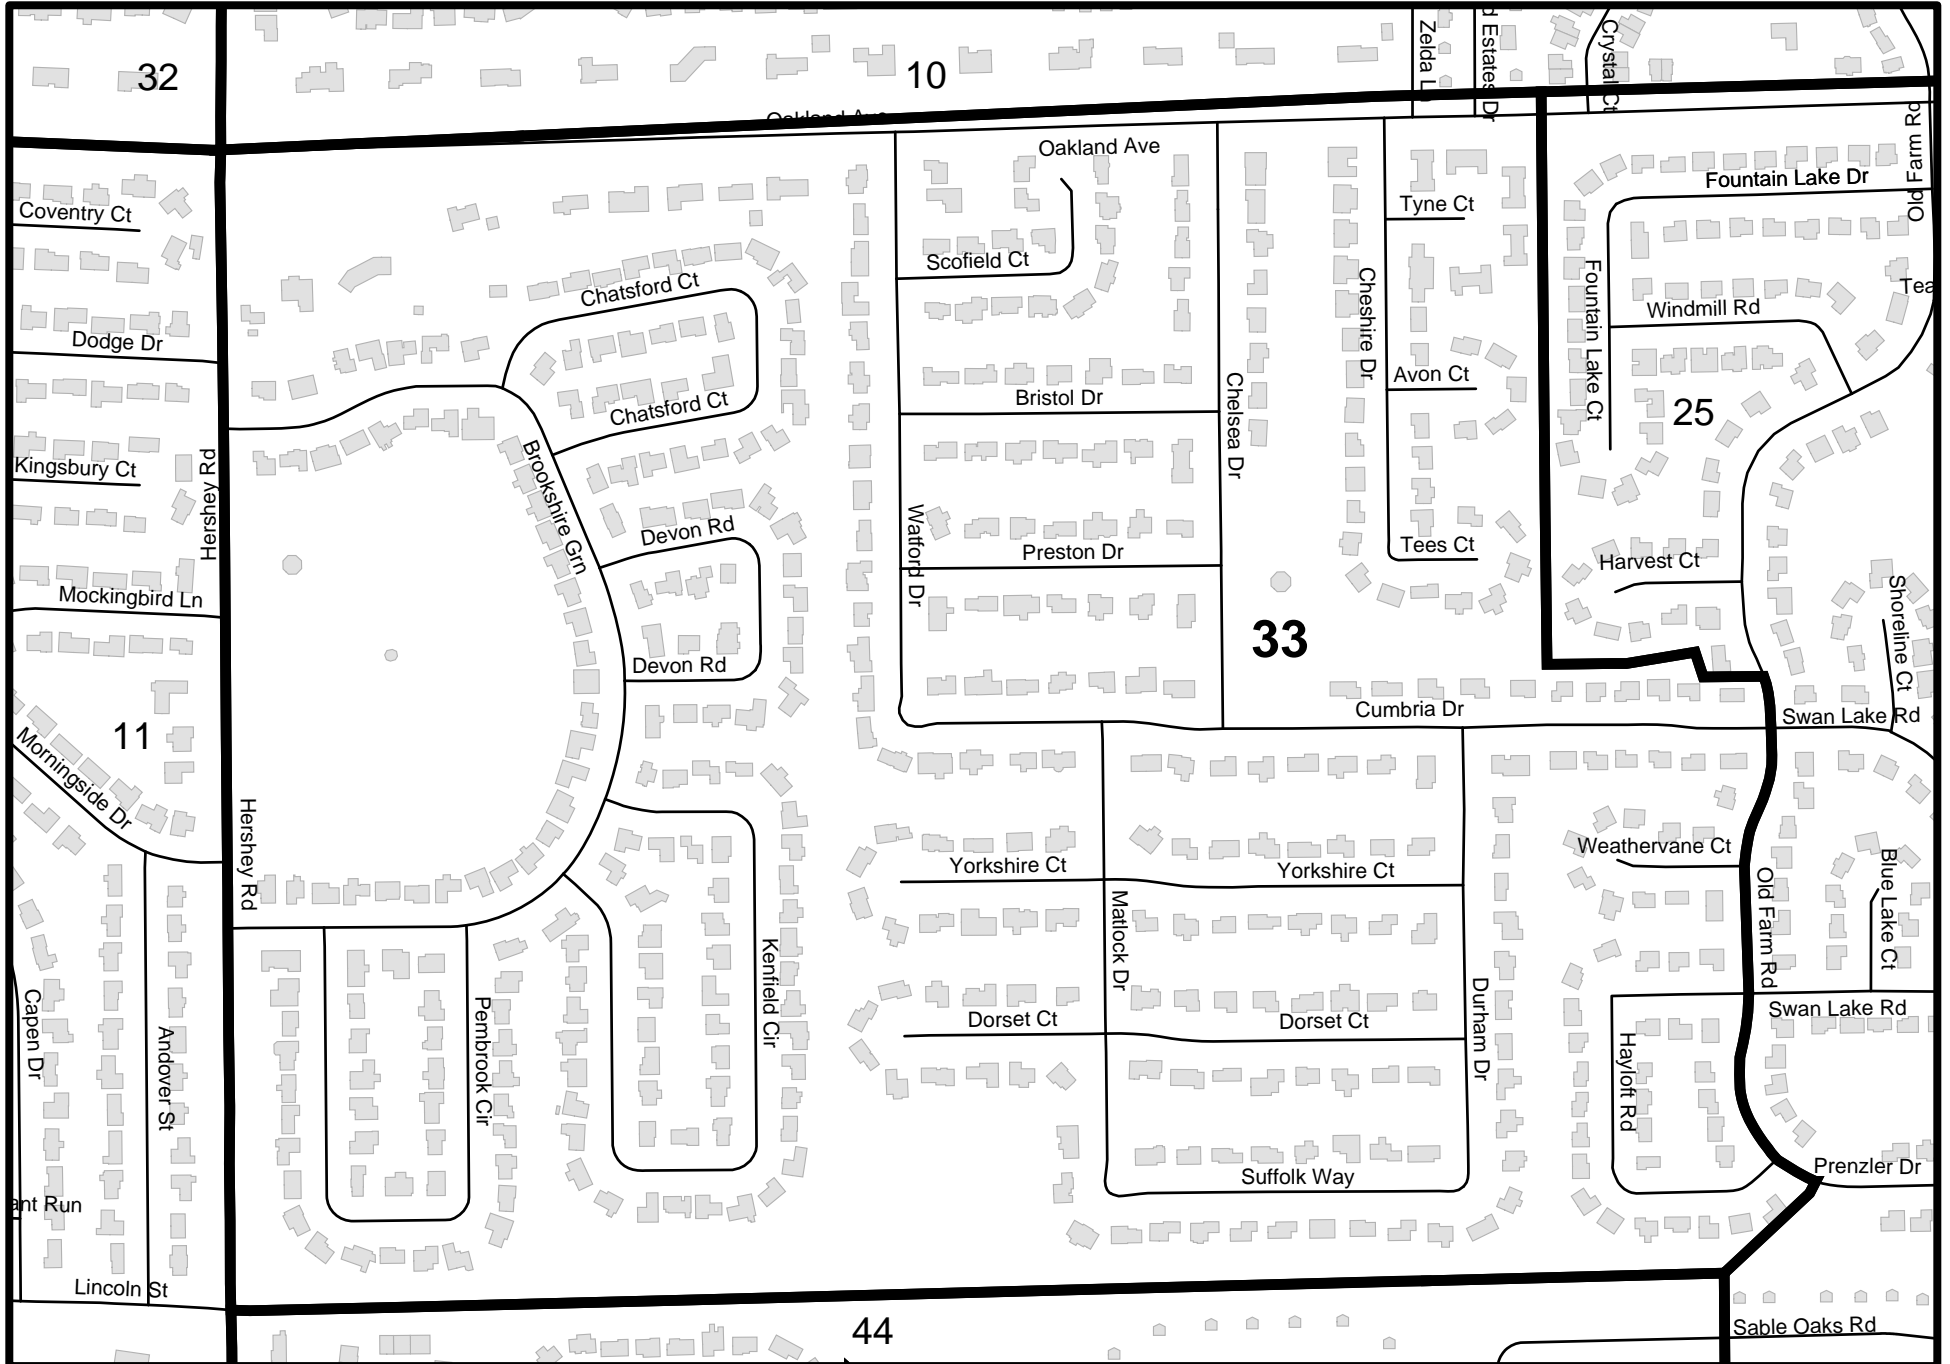 Zelda L
d Estates Dr
Crystal Ct
32
10
Oakland Ave
Oakland Ave
Old Farm Rd
Fountain Lake Dr
Coventry Ct
Tyne Ct
Scofield Ct
Chatsford Ct
Cheshire Dr
Fountain Lake Ct
Tea
Windmill Rd
Dodge Dr
Avon Ct
Chatsford Ct
Bristol Dr
Chelsea Dr
25
Kingsbury Ct
Hershey Rd
Brookshire Grn
Devon Rd
Watford Dr
Preston Dr
Tees Ct
Harvest Ct
Mockingbird Ln
Shoreline Ct
33
Devon Rd
Cumbria Dr
Swan Lake Rd
11
Morningside Dr
Hershey Rd
Yorkshire Ct
Yorkshire Ct
Weathervane Ct
Blue Lake Ct
Matlock Dr
Old Farm Rd
Kenfield Cir
Capen Dr
Andover St
Pembrook Cir
Dorset Ct
Dorset Ct
Durham Dr
Swan Lake Rd
Hayloft Rd
Suffolk Way
Prenzler Dr
ant Run
Lincoln St
44
Sable Oaks Rd